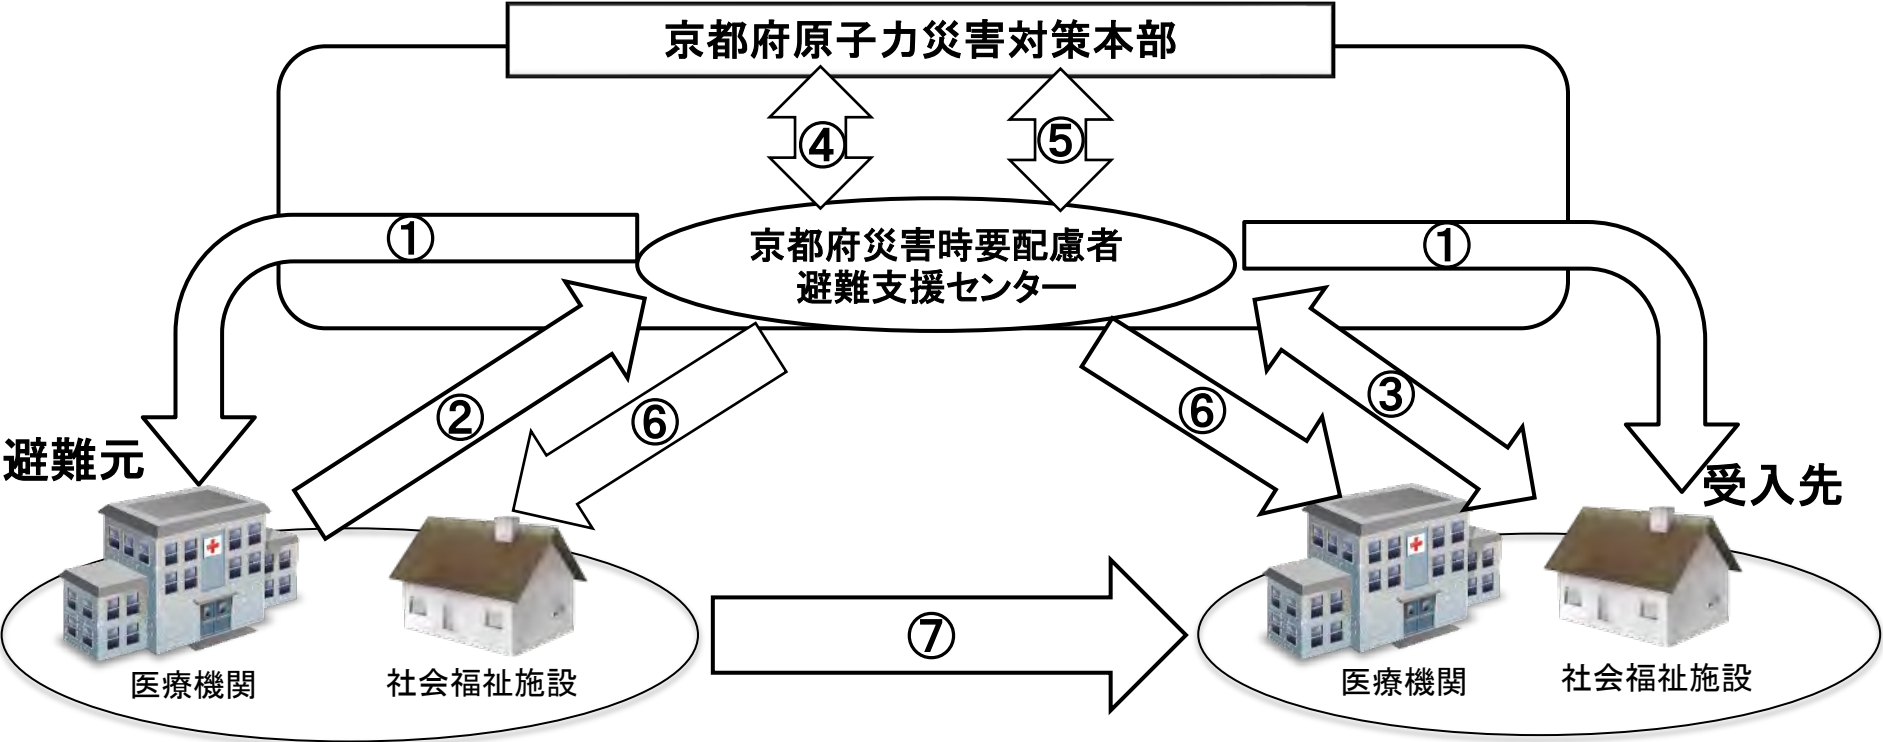 京都府原子力災害対策本部
④
⑤
①
京都府災害時要配慮者
避難支援センター
①
②
⑥
⑥
③
避難元
受入先
⑦
医療機関
社会福祉施設
医療機関
社会福祉施設